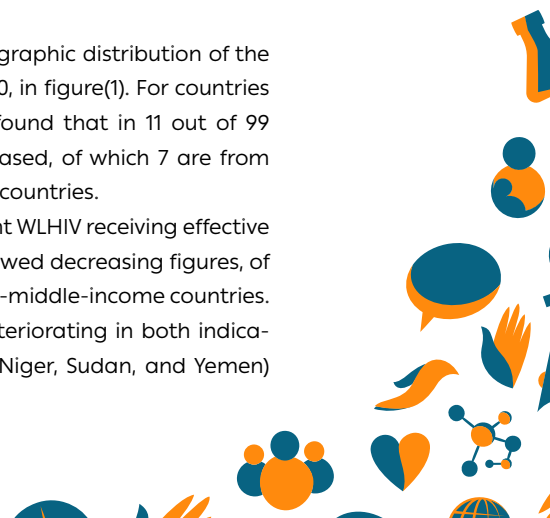 graphic distribution of the
0, in figure(1). For countries
found that in 11 out of 99
ased, of which 7 are from
countries.
nt WLHIV receiving effective
wed decreasing figures, of
-middle-income countries.
teriorating in both indica-
Niger, Sudan, and Yemen)